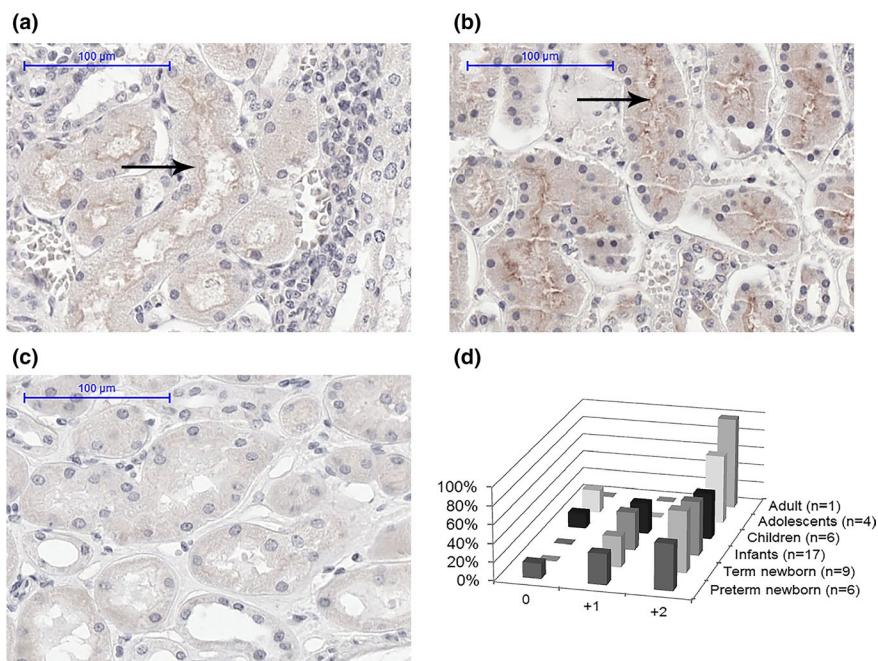 (a)
100 µm
(b)
100 µm
(c)
100 µm
(d)
100%
80%
60%
40%
20%
0%
0
+1
+2
Adult (n=1)
Adolescents (n=4)
Children (n=6)
Infants (n=17)
Term newborn (n=9)
Preterm newborn (n=6)